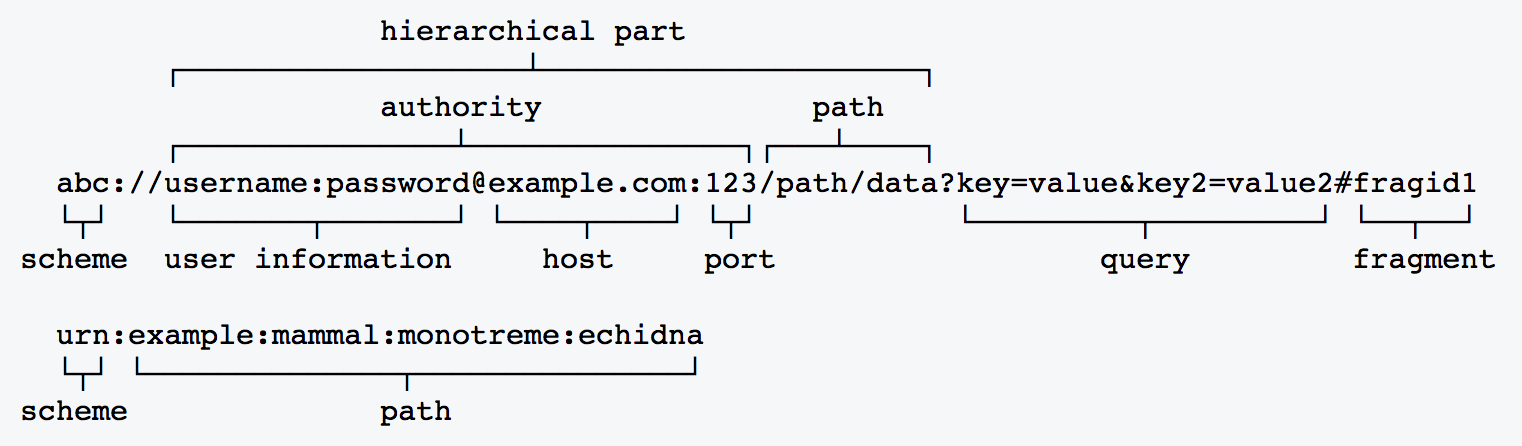 hierarchical part
authority path
abc://username:password@example.com:123/path/data?key=value&key2=value2#fragid1
scheme user information host port query fragment
urn:example:mammal:monotreme:echidna
scheme path